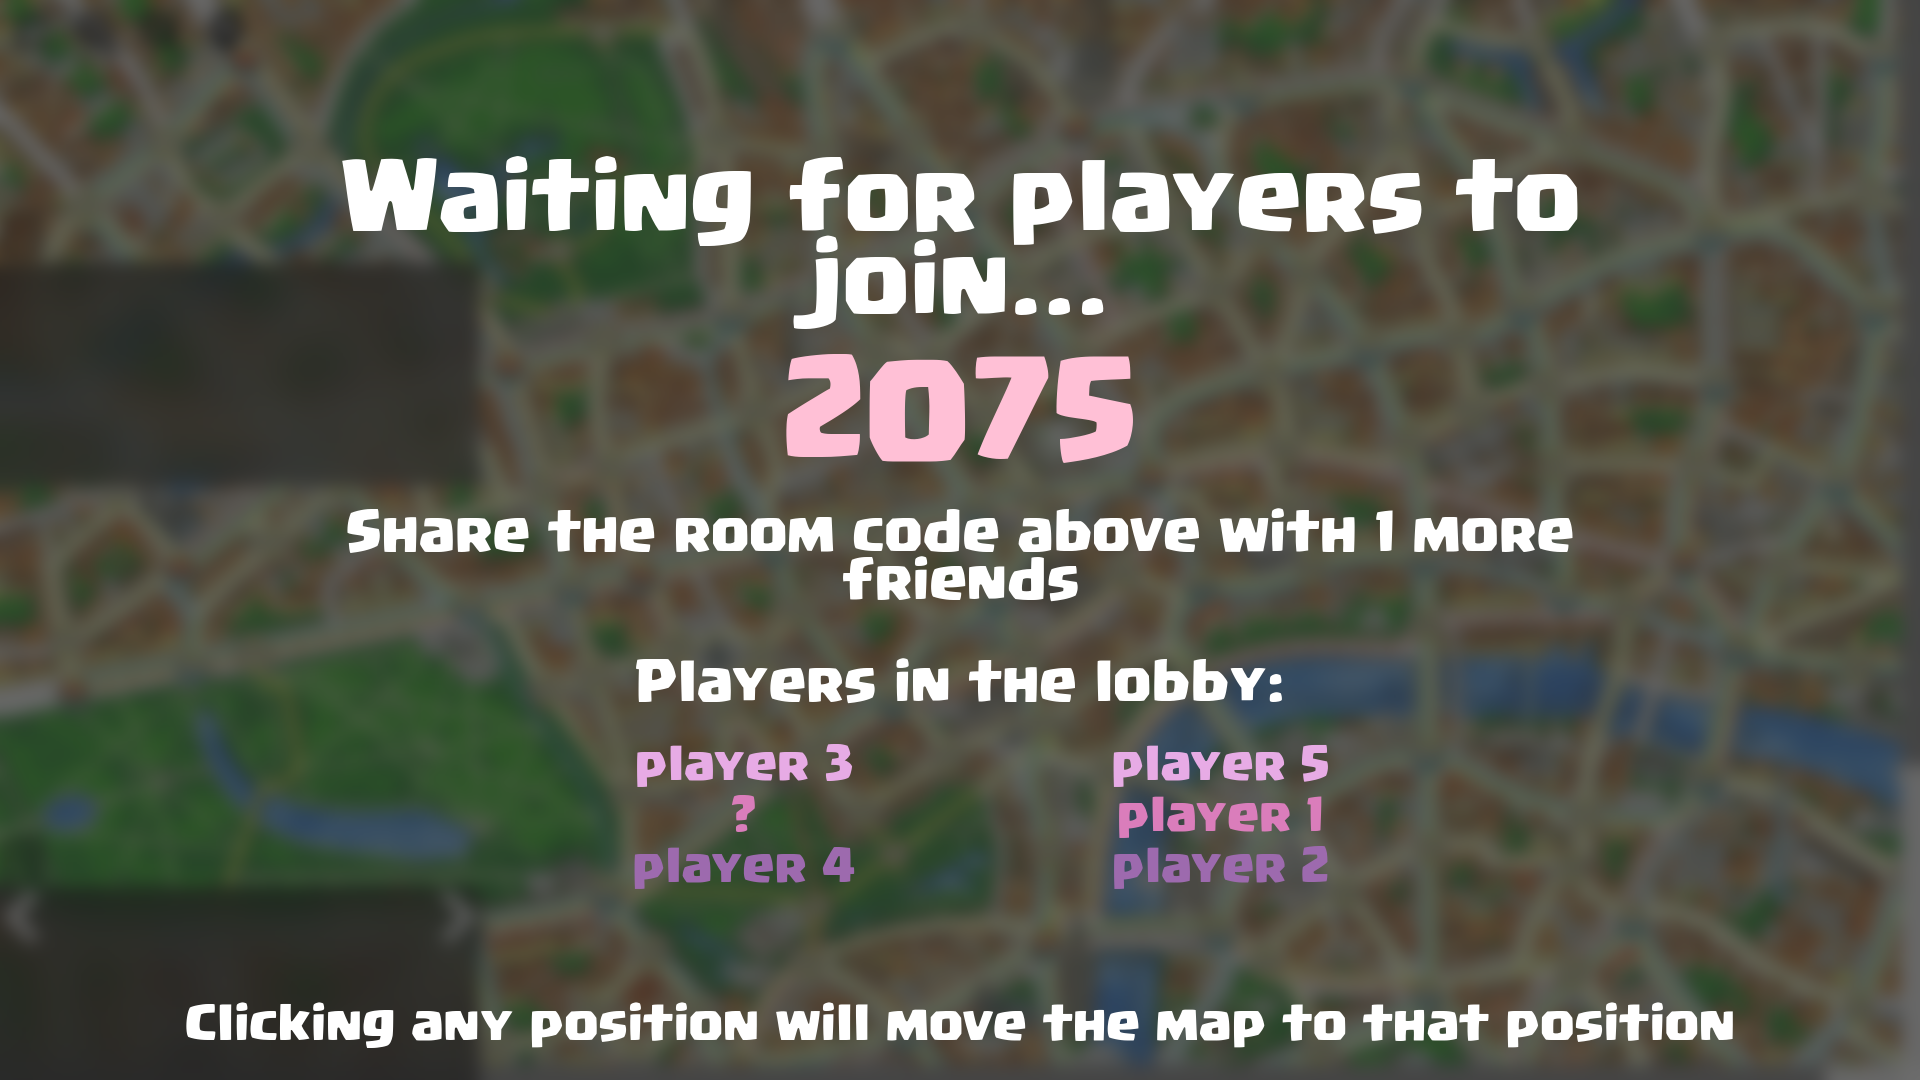 Waiting for players to
join...
2075
Share the room code above with 1 more
friends
Players in the lobby:
player 3 player 5
? player 1
player 4 player 2
Clicking any position will move the map to that position